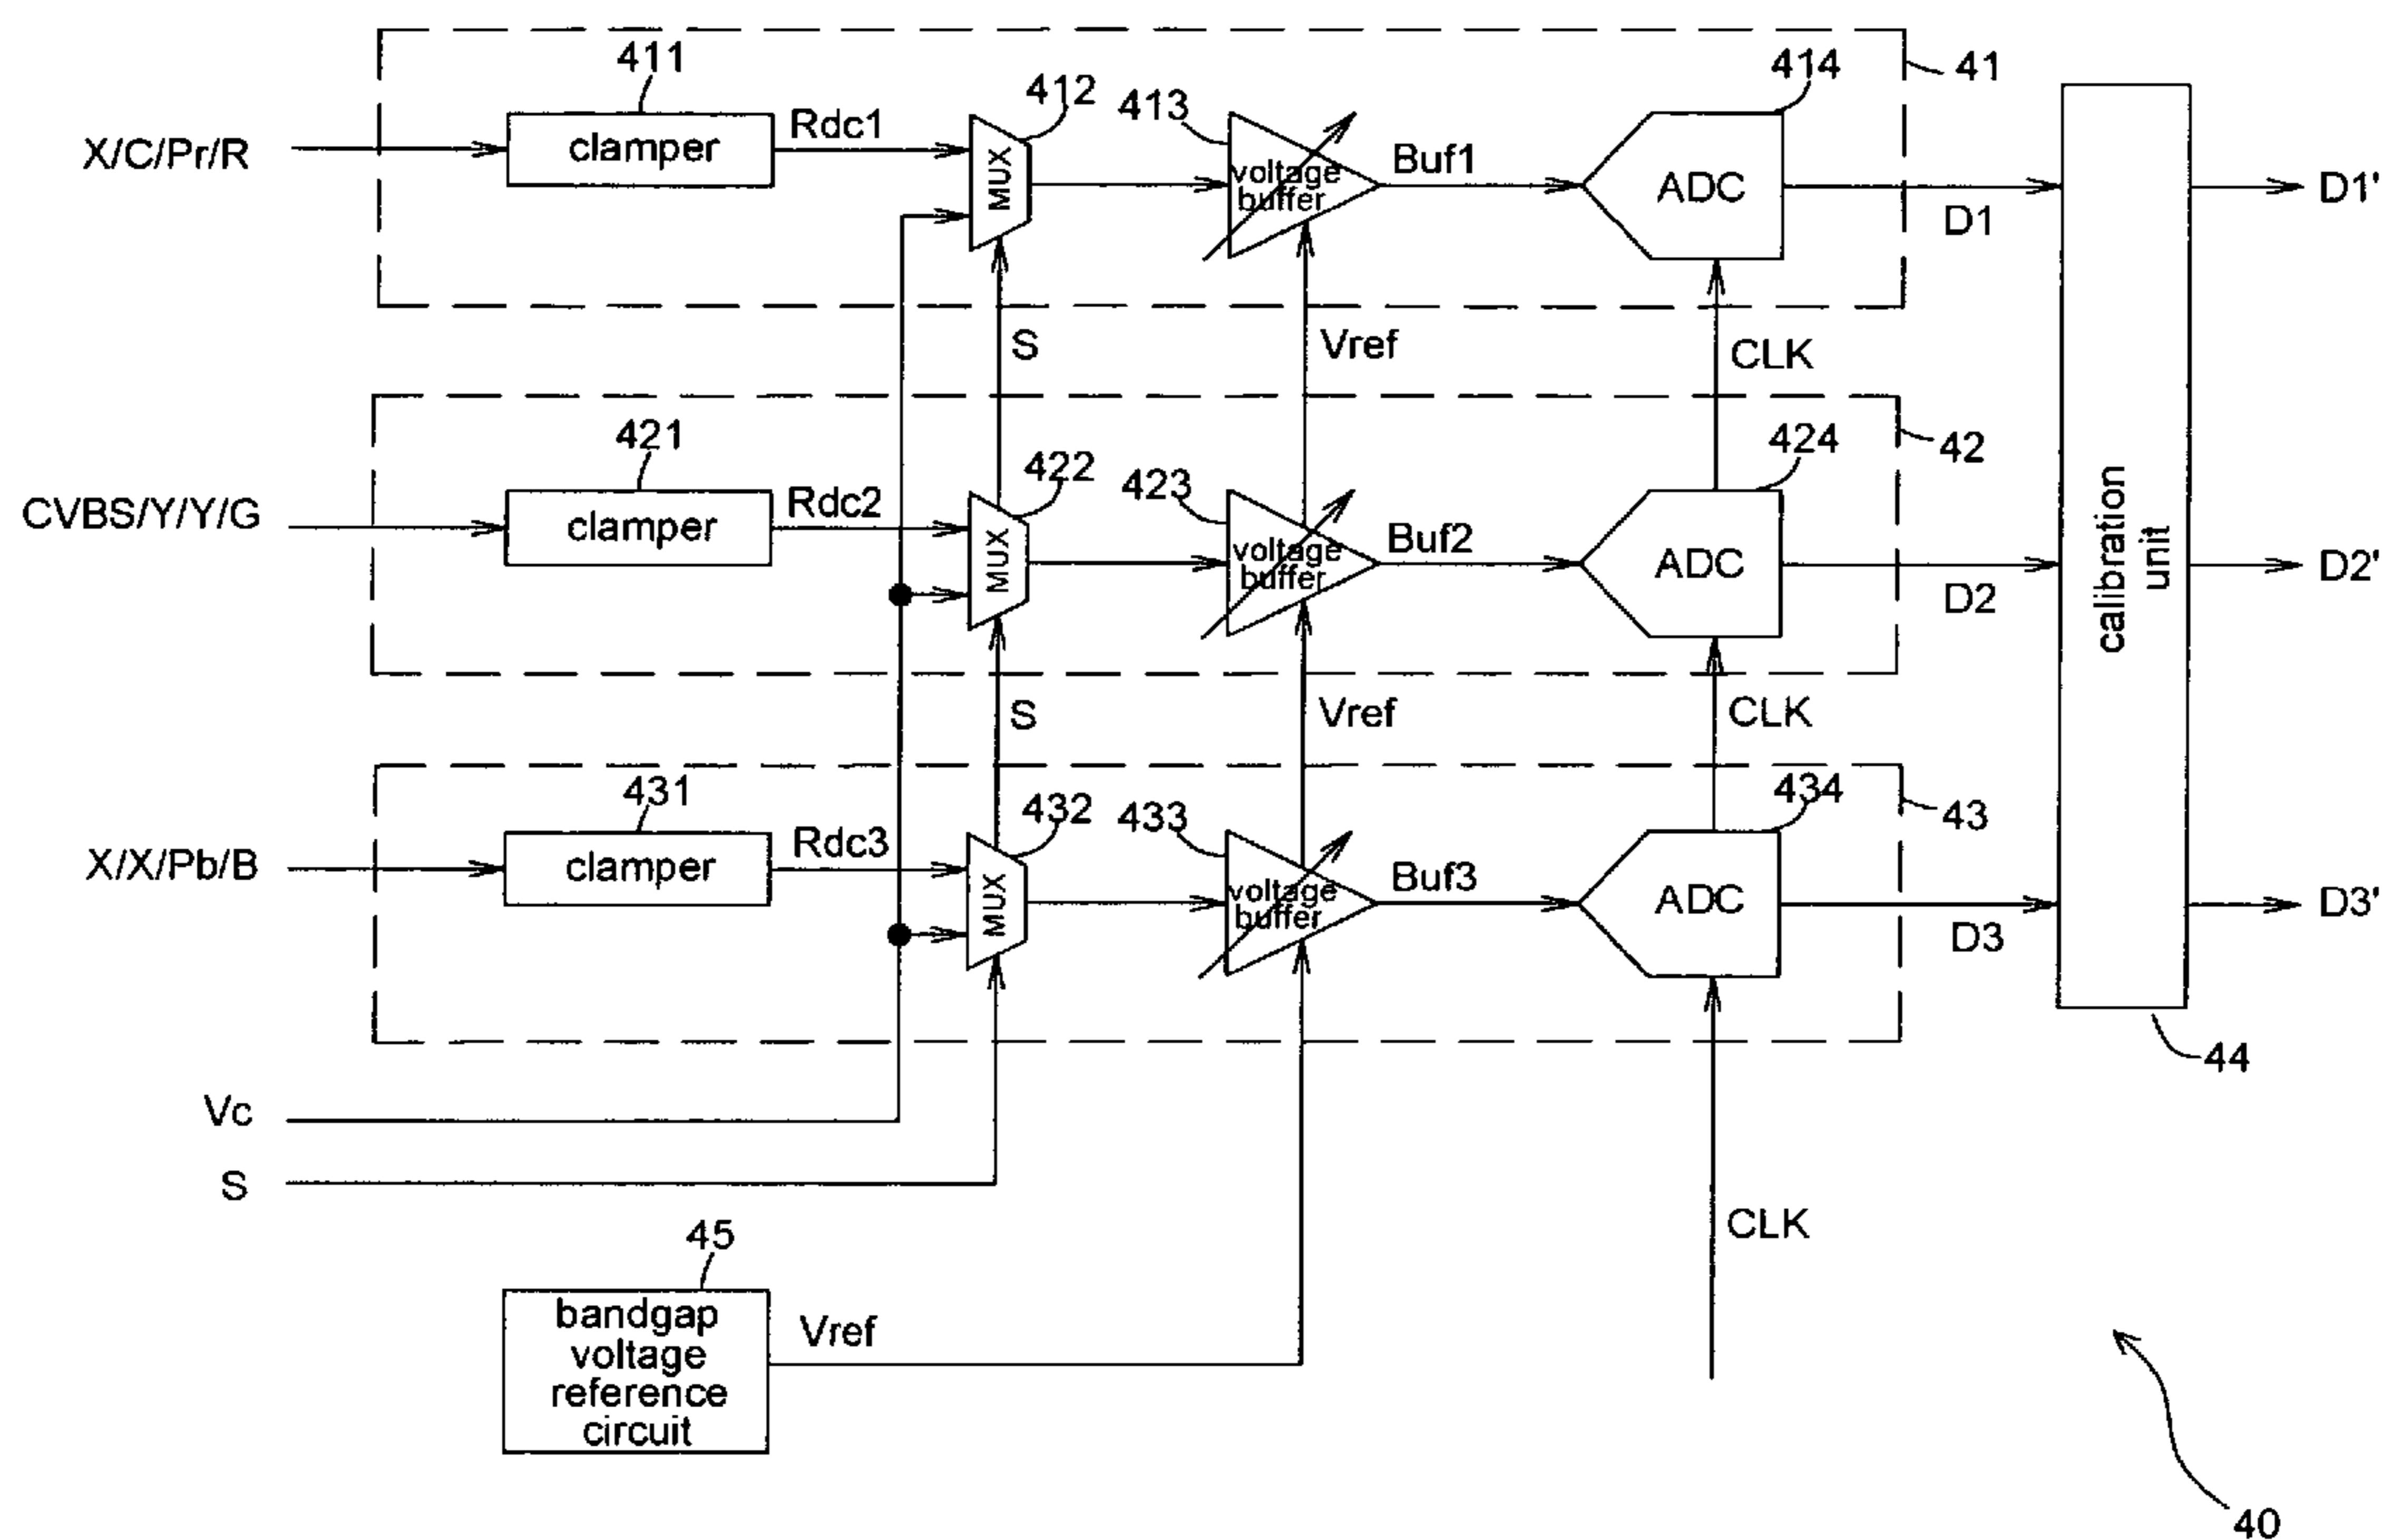 411
412
413
414
41
X/C/Pr/R
clamper
Rdc1
MUX
voltage
buffer
Buf1
ADC
D1
D1'
S
Vref
CLK
421
422
423
424
42
CVBS/Y/Y/G
clamper
Rdc2
MUX
voltage
buffer
Buf2
ADC
D2
D2'
calibration
unit
S
Vref
CLK
431
432
433
434
43
X/X/Pb/B
clamper
Rdc3
MUX
voltage
buffer
Buf3
ADC
D3
D3'
44
Vc
S
CLK
45
bandgap
voltage
reference
circuit
Vref
40